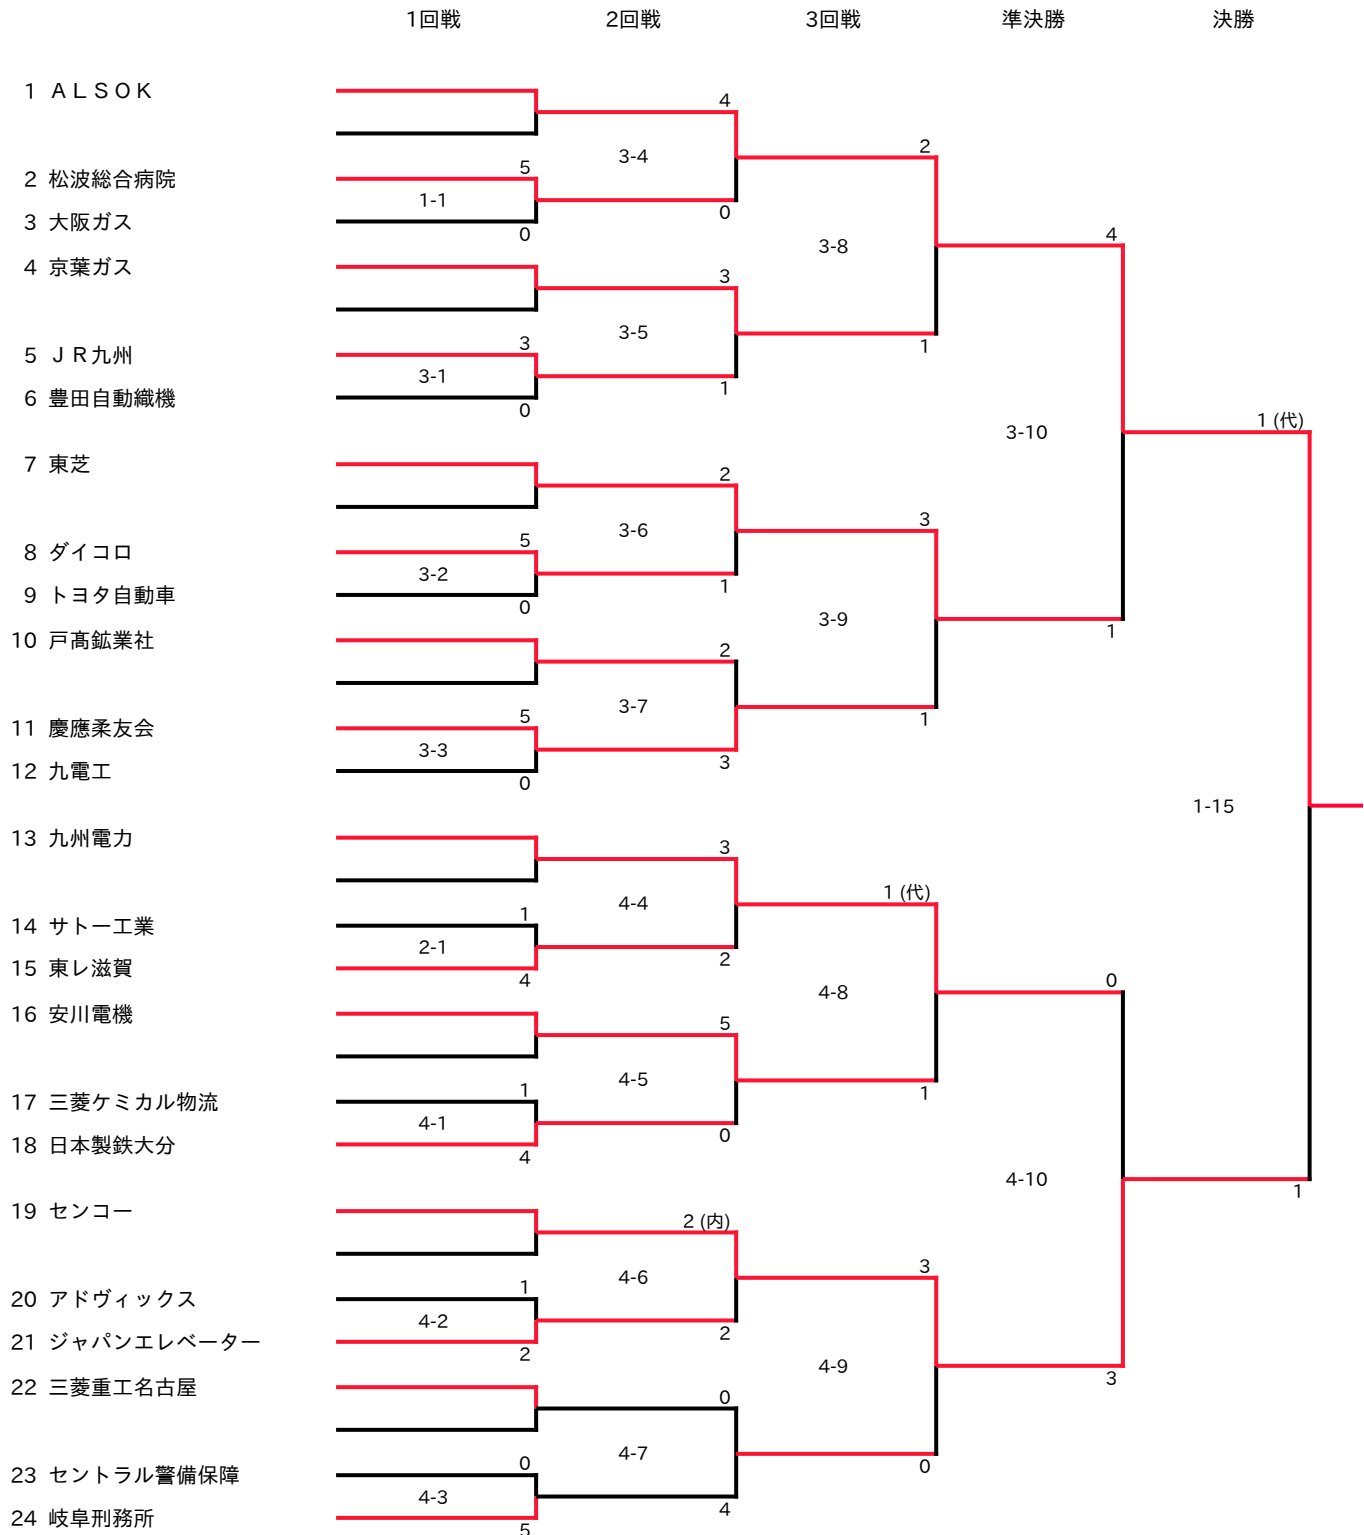 1回戦 2回戦 3回戦 準決勝 決勝
1 ＡＬＳＯＫ
4
2
3-4
5
2 松波総合病院
1-1
3 大阪ガス
0
0
3-8
4
4 京葉ガス
3
3-5
3
5 ＪＲ九州
1
3-1
1
6 豊田自動織機
0
1 (代)
3-10
7 東芝
2
3
3-6
5
8 ダイコロ
3-2
1
9 トヨタ自動車
0
3-9
1
10 戸髙鉱業社
2
3-7
1
5
11 慶應柔友会
3-3
3
12 九電工
0
1-15
13 九州電力
3
1 (代)
4-4
1
14 サトー工業
2-1
2
15 東レ滋賀
4
0
4-8
16 安川電機
5
4-5
1
1
17 三菱ケミカル物流
4-1
0
18 日本製鉄大分
4
4-10
1
19 センコー
2 (内)
3
4-6
1
20 アドヴィックス
4-2
2
21 ジャパンエレベーター
2
4-9
3
22 三菱重工名古屋
0
4-7
0
0
23 セントラル警備保障
4-3
4
24 岐阜刑務所
5